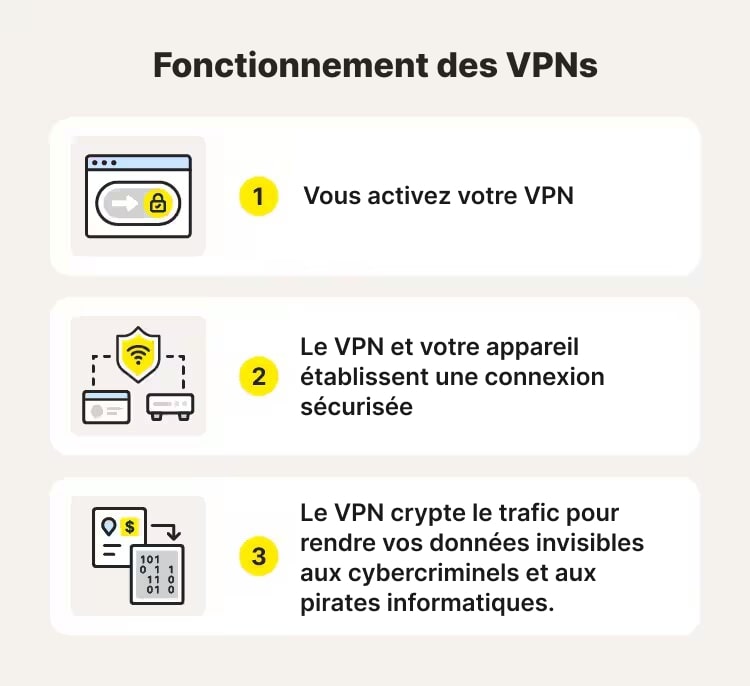 Fonctionnement des VPNs
1
Vous activez votre VPN
2
Le VPN et votre appareil
établissent une connexion
sécurisée
$
101
0 1 1
11 0
01 0
3
Le VPN crypte le trafic pour
rendre vos données invisibles
aux cybercriminels et aux
pirates informatiques.